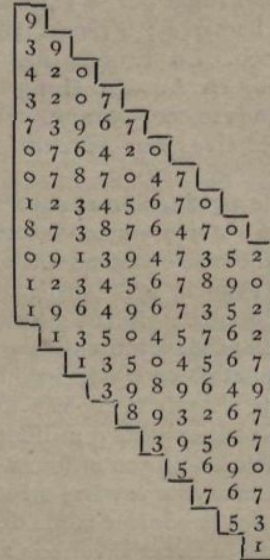 9
3 9
4 2 0
3 2 0 7
7 3 9 6 7
0 7 6 4 2 0
0 7 8 7 0 4 7
1 2 3 4 5 6 7 0
8 7 3 8 7 6 4 7 0
0 9 1 3 9 4 7 3 5 2
1 2 3 4 5 6 7 8 9 0
1 9 6 4 9 6 7 3 5 2
1 3 5 0 4 5 7 6 2
1 3 5 0 4 5 6 7
3 9 8 9 6 4 9
8 9 3 2 6 7
3 9 5 6 7
5 6 9 0
7 6 7
5 3
1